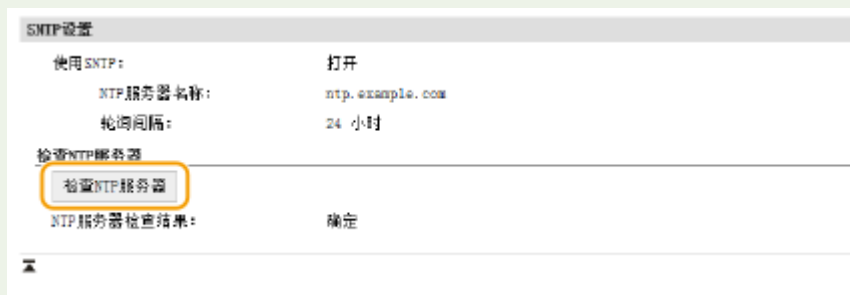 SNTP设置
使用SNTP: 打开
NTP服务器名称: ntp.example.com
轮询间隔: 24 小时
检查NTP服务器
检查NTP服务器
NTP服务器检查结果: 确定